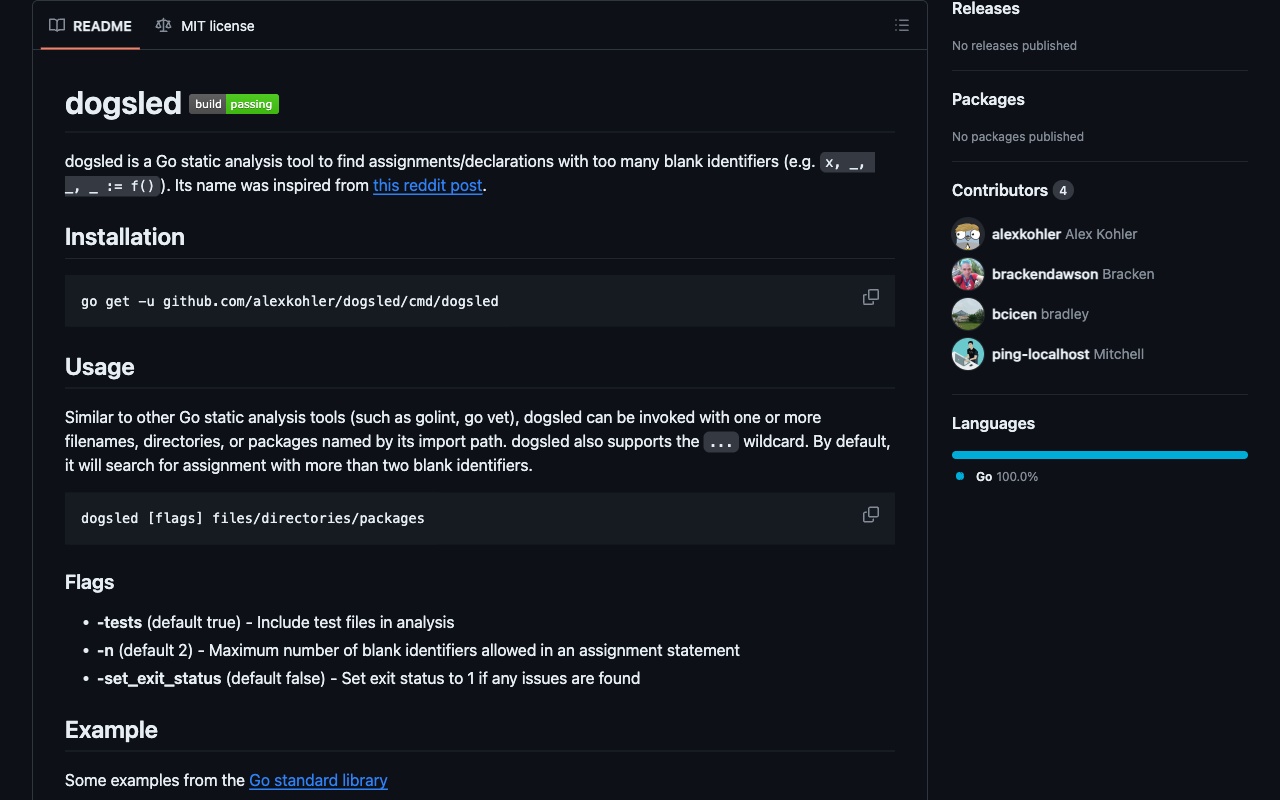 README
MIT license
dogsled
build passing
dogsled is a Go static analysis tool to find assignments/declarations with too many blank identifiers (e.g. x, _,
_, _ := f()). Its name was inspired from this reddit post.
Installation
go get -u github.com/alexkohler/dogsled/cmd/dogsled
Usage
Similar to other Go static analysis tools (such as golint, go vet), dogsled can be invoked with one or more
filenames, directories, or packages named by its import path. dogsled also supports the ... wildcard. By default,
it will search for assignment with more than two blank identifiers.
dogsled [flags] files/directories/packages
Flags
• -tests (default true) - Include test files in analysis
• -n (default 2) - Maximum number of blank identifiers allowed in an assignment statement
• -set_exit_status (default false) - Set exit status to 1 if any issues are found
Example
Some examples from the Go standard library
Releases
No releases published
Packages
No packages published
Contributors 4
alexkohler Alex Kohler
brackendawson Bracken
bcicen bradley
ping-localhost Mitchell
Languages
Go 100.0%